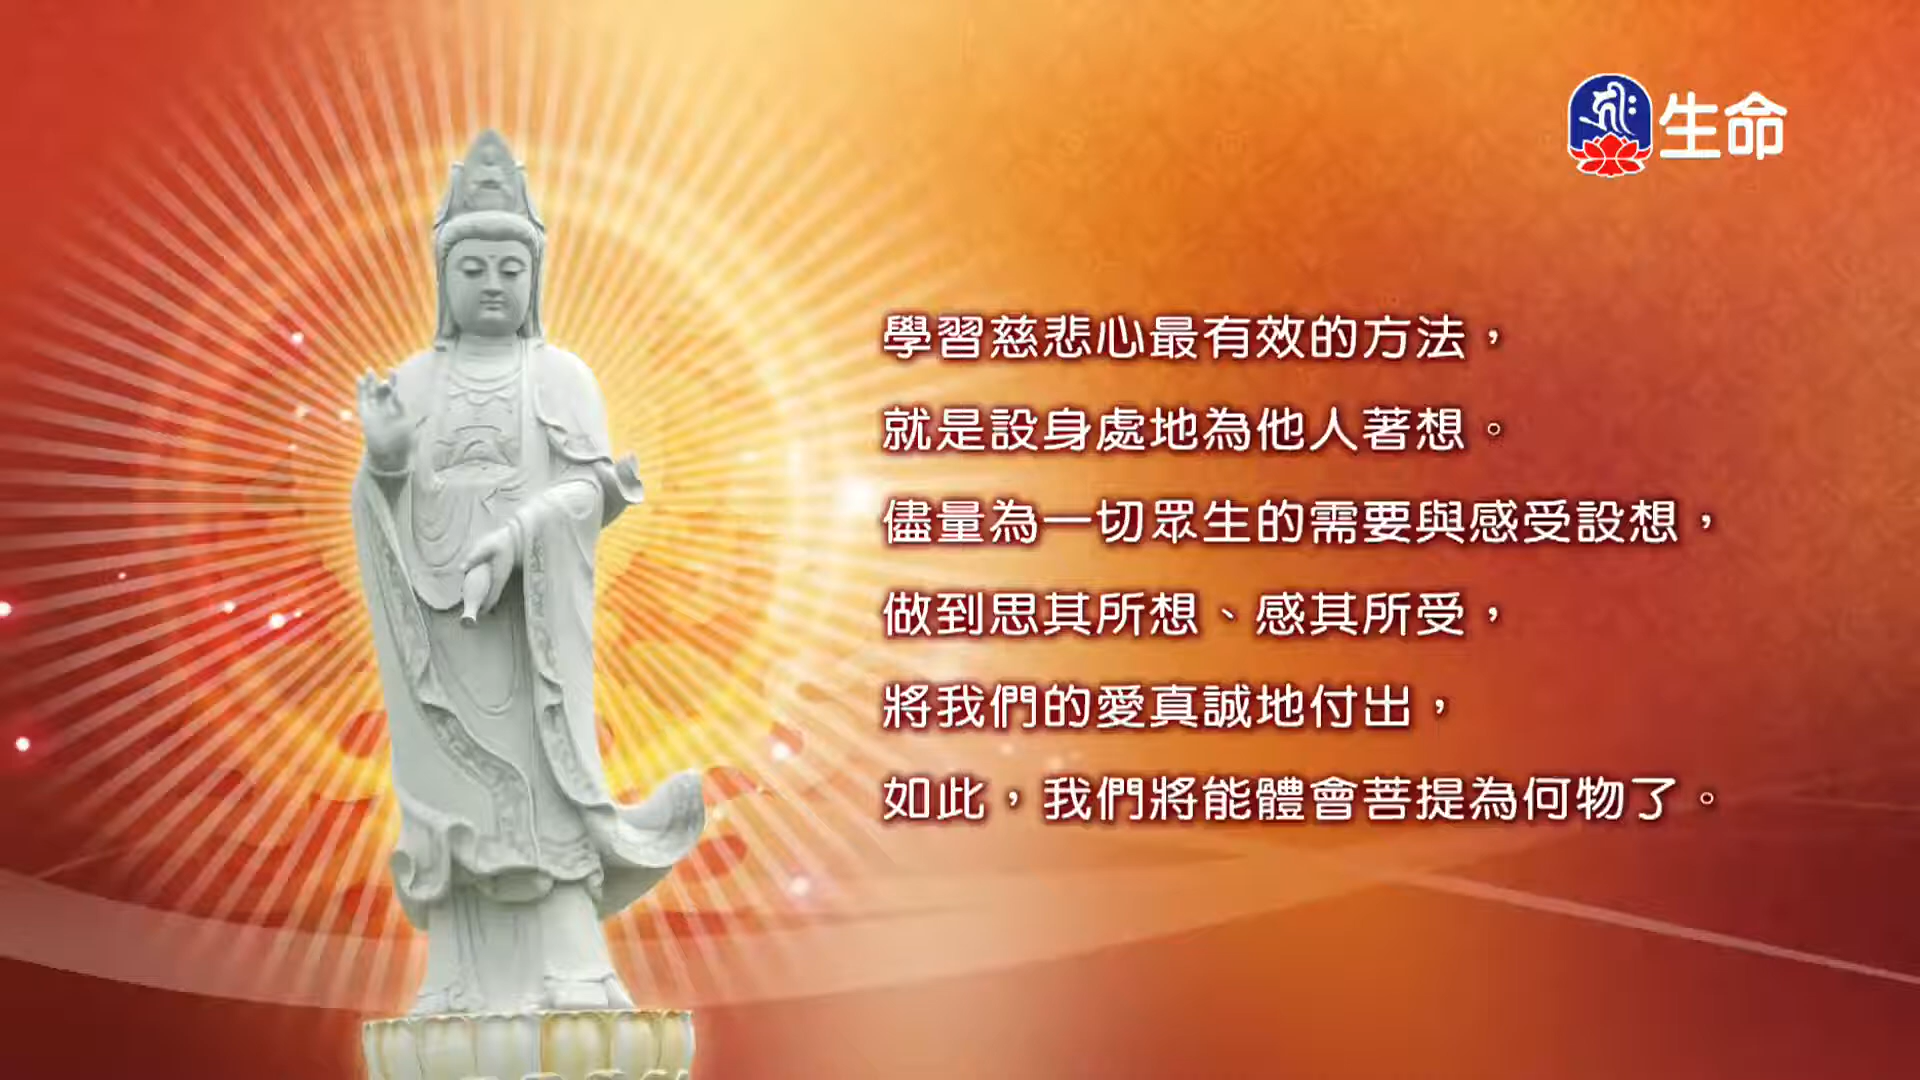 生命
學習慈悲心最有效的方法，
就是設身處地為他人著想。
儘量為一切眾生的需要與感受設想，
做到思其所想、感其所受，
將我們的愛真誠地付出，
如此，我們將能體會菩提為何物了。